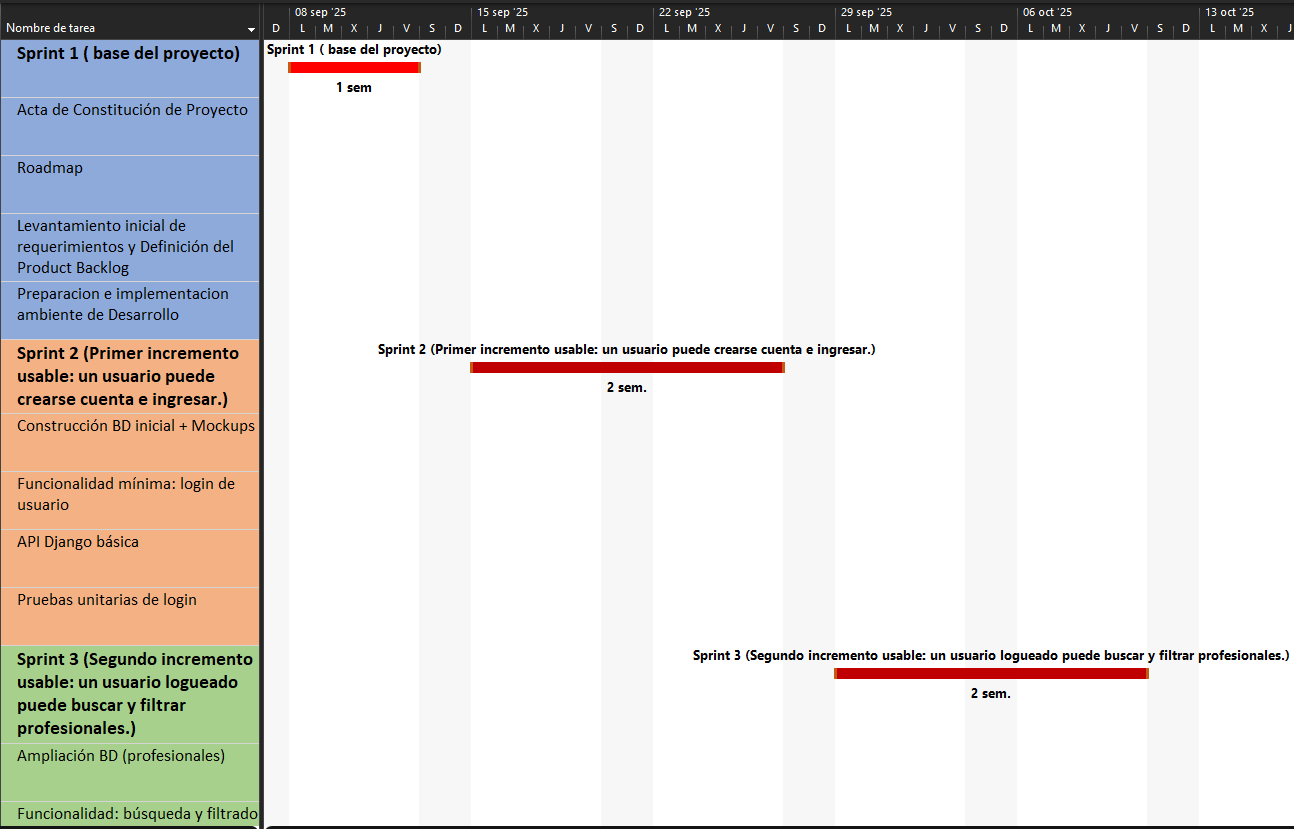 08 sep '25 15 sep '25 22 sep '25 29 sep '25 06 oct '25 13 oct '25
Nombre de tarea D L M X J V S D L M X J V S D L M X J V S D L M X J V S D L M X J V S D L M X J
Sprint 1 ( base del proyecto)
Sprint 1 ( base del proyecto)
1 sem
Acta de Constitución de Proyecto
Roadmap
Levantamiento inicial de
requerimientos y Definición del
Product Backlog
Preparacion e implementacion
ambiente de Desarrollo
Sprint 2 (Primer incremento
usable: un usuario puede
crearse cuenta e ingresar.)
Sprint 2 (Primer incremento usable: un usuario puede crearse cuenta e ingresar.)
2 sem.
Construcción BD inicial + Mockups
Funcionalidad mínima: login de
usuario
API Django básica
Pruebas unitarias de login
Sprint 3 (Segundo incremento
usable: un usuario logueado
puede buscar y filtrar
profesionales.)
Sprint 3 (Segundo incremento usable: un usuario logueado puede buscar y filtrar profesionales.)
2 sem.
Ampliación BD (profesionales)
Funcionalidad: búsqueda y filtrado